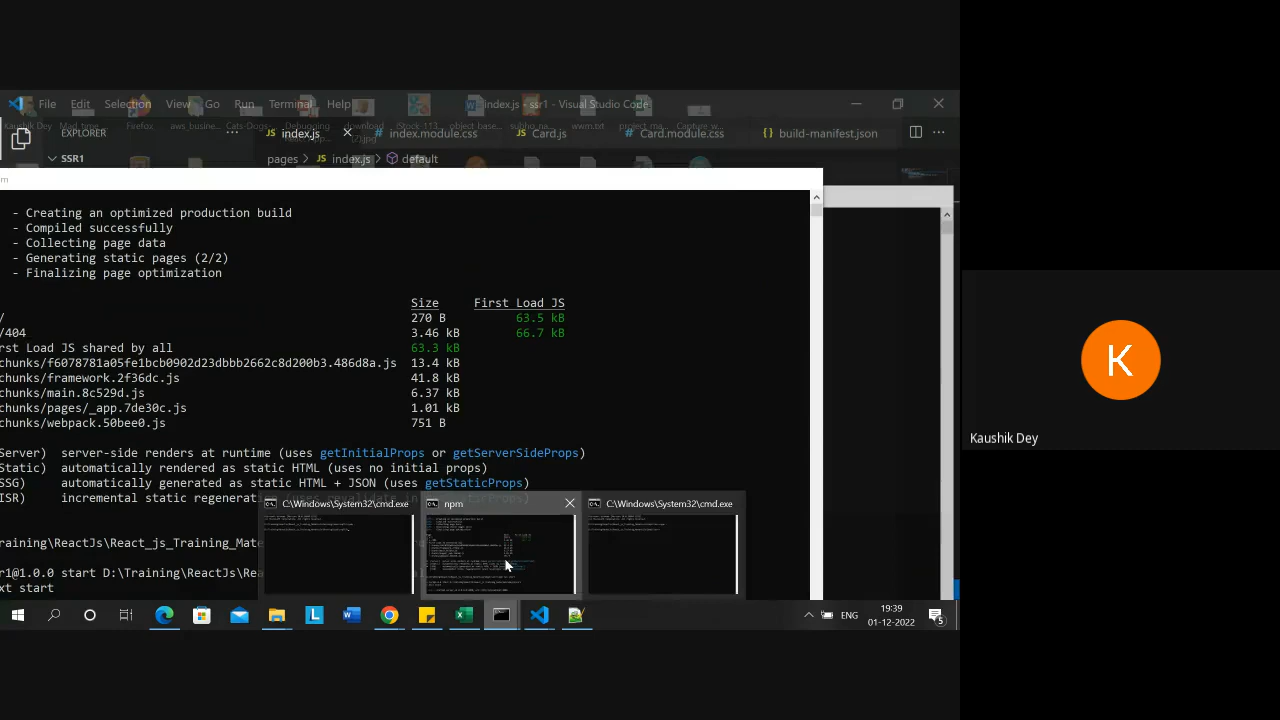 File Edit Selection View Go Run Terminal Help index.js - ssr1 - Visual Studio Code
Kaushik Dey Firefox
EXPLORER ··· index.js index.module.css Card.js Card.module.css build-manifest.json ···
SSR1 pages index.js default
m
- Creating an optimized production build
- Compiled successfully
- Collecting page data
- Generating static pages (2/2)
- Finalizing page optimization
Size First Load JS
/ 270 B 63.5 kB
/404 3.46 kB 66.7 kB
rst Load JS shared by all 63.3 kB
chunks/f6078781a05fe1bcb0902d23dbbb2662c8d200b3.486d8a.js 13.4 kB
chunks/framework.2f36dc.js 41.8 kB
chunks/main.8c529d.js 6.37 kB
chunks/pages/_app.7de30c.js 1.01 kB
chunks/webpack.50bee0.js 751 B
Server) server-side renders at runtime (uses getInitialProps or getServerSideProps)
Static) automatically rendered as static HTML (uses no initial props)
SSG) automatically generated as static HTML + JSON (uses getStaticProps)
ISR) incremental static regenerat
C:\Windows\System32\cmd.exe npm C:\Windows\System32\cmd.exe
raining\ReactJs\React_js_Training_Mate
r1@1.0.0 start D:\Training\ReactJs\Reac
xt start
ENG 19:39
01-12-2022 5
K
Kaushik Dey